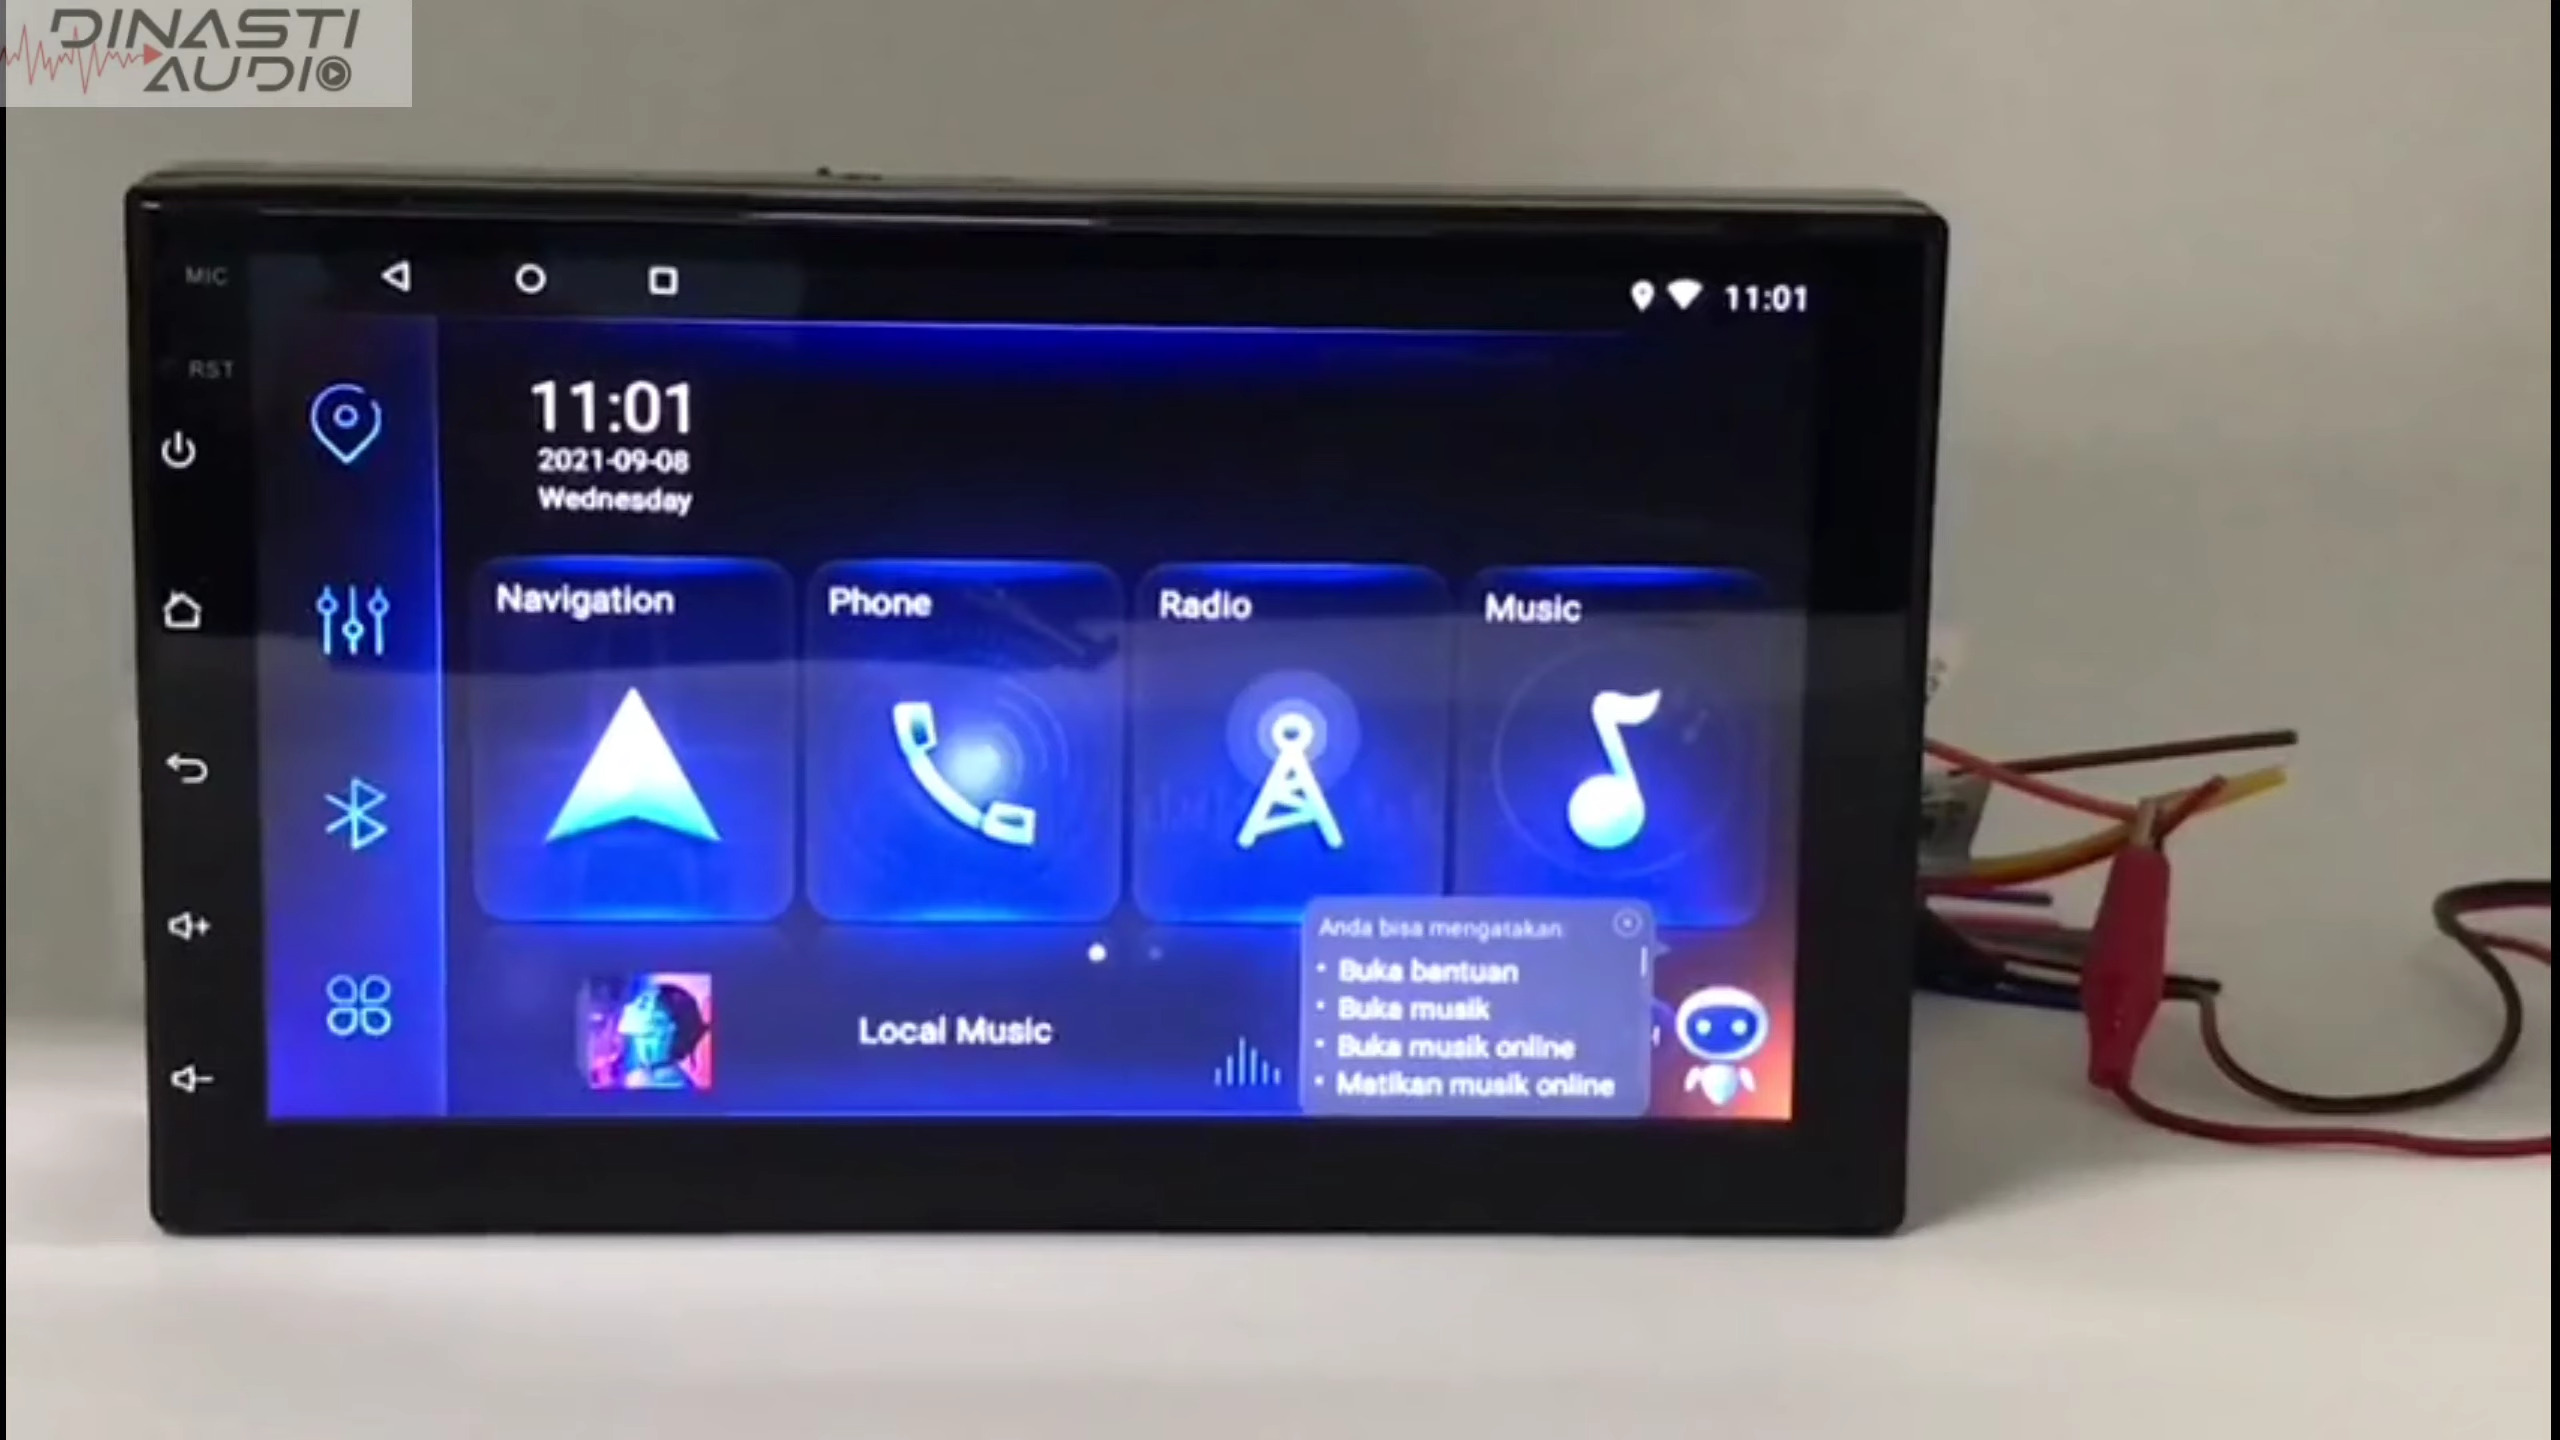 DINASTI
AUDIO
MIC
RST
11:01
11:01
2021-09-08
Wednesday
Navigation
Phone
Radio
Music
Local Music
Anda bisa mengatakan
• Buka bantuan
• Buka musik
• Buka musik online
• Matikan musik online